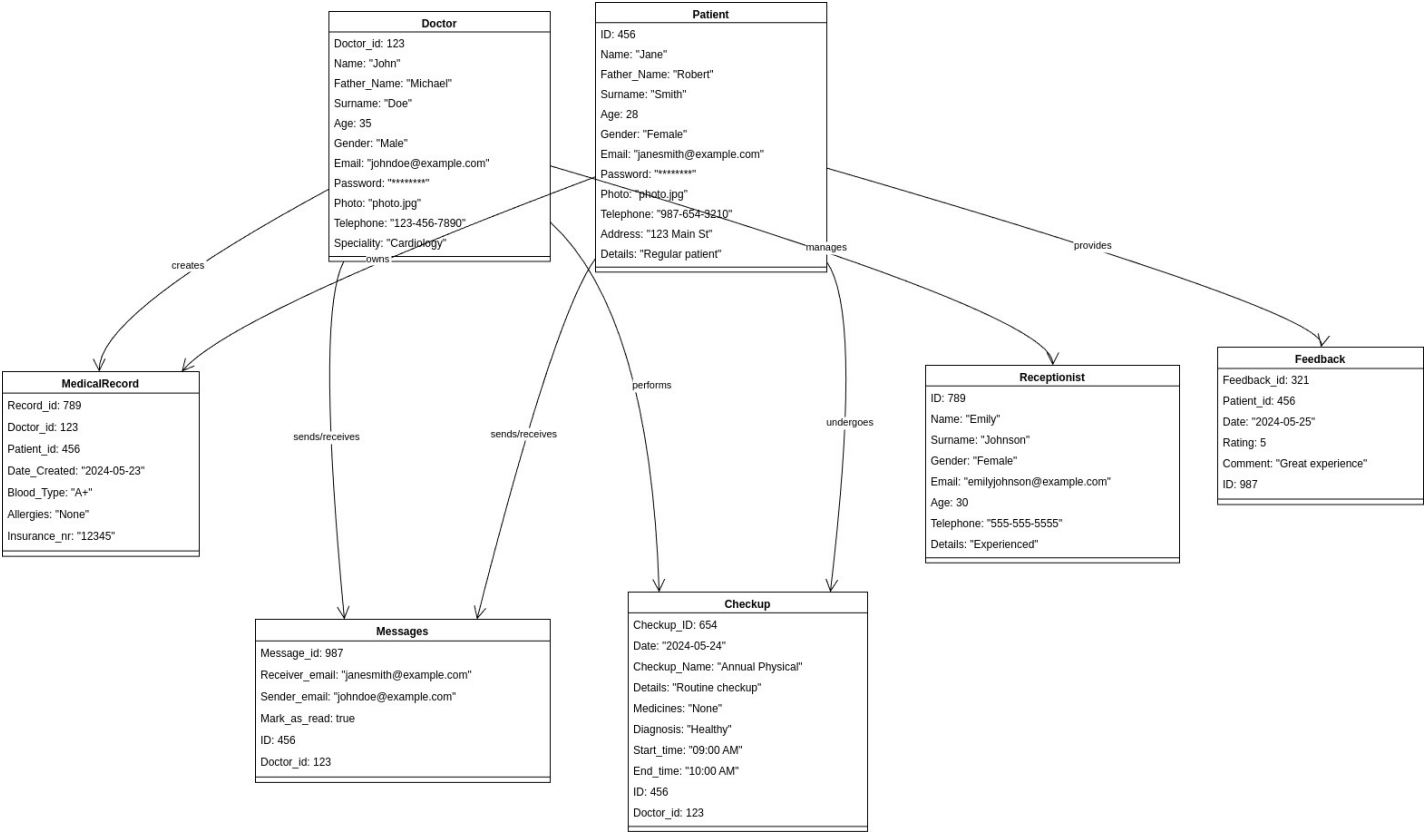 Doctor
Doctor_id: 123
Name: "John"
Father_Name: "Michael"
Surname: "Doe"
Age: 35
Gender: "Male"
Email: "johndoe@example.com"
Password: "********"
Photo: "photo.jpg"
Telephone: "123-456-7890"
Speciality: "Cardiology"
Patient
ID: 456
Name: "Jane"
Father_Name: "Robert"
Surname: "Smith"
Age: 28
Gender: "Female"
Email: "janesmith@example.com"
Password: "********"
Photo: "photo.jpg"
Telephone: "987-654-3210"
Address: "123 Main St"
Details: "Regular patient"
creates
owns
manages
provides
sends/receives
sends/receives
performs
undergoes
MedicalRecord
Record_id: 789
Doctor_id: 123
Patient_id: 456
Date_Created: "2024-05-23"
Blood_Type: "A+"
Allergies: "None"
Insurance_nr: "12345"
Receptionist
ID: 789
Name: "Emily"
Surname: "Johnson"
Gender: "Female"
Email: "emilyjohnson@example.com"
Age: 30
Telephone: "555-555-5555"
Details: "Experienced"
Feedback
Feedback_id: 321
Patient_id: 456
Date: "2024-05-25"
Rating: 5
Comment: "Great experience"
ID: 987
Messages
Message_id: 987
Receiver_email: "janesmith@example.com"
Sender_email: "johndoe@example.com"
Mark_as_read: true
ID: 456
Doctor_id: 123
Checkup
Checkup_ID: 654
Date: "2024-05-24"
Checkup_Name: "Annual Physical"
Details: "Routine checkup"
Medicines: "None"
Diagnosis: "Healthy"
Start_time: "09:00 AM"
End_time: "10:00 AM"
ID: 456
Doctor_id: 123